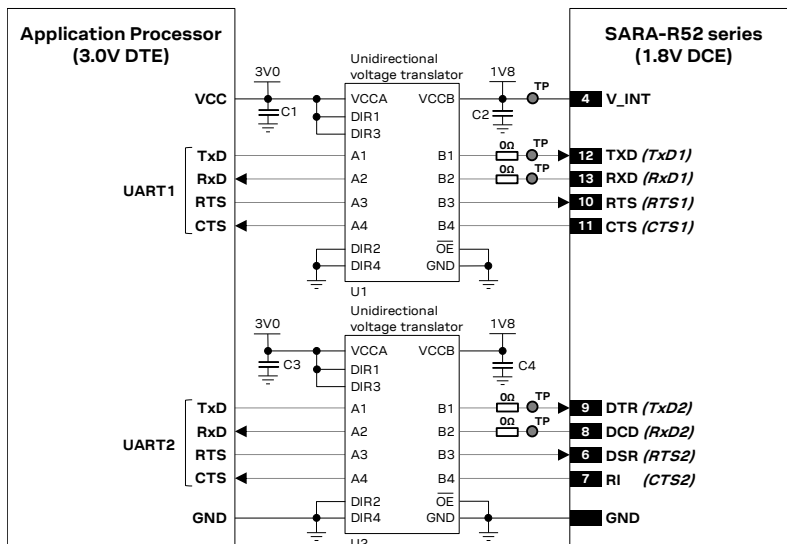 Application Processor
(3.0V DTE)
SARA-R52 series
(1.8V DCE)
Unidirectional
voltage translator
3V0
1V8
TP
VCC
C1
VCCA
VCCB
C2
4
V_INT
DIR1
DIR3
UART1
TxD
A1
B1
0Ω
TP
12
TXD (TxD1)
RxD
A2
B2
0Ω
13
RXD (RxD1)
RTS
A3
B3
10
RTS (RTS1)
CTS
A4
B4
11
CTS (CTS1)
DIR2
OE
DIR4
GND
U1
Unidirectional
voltage translator
3V0
1V8
C3
VCCA
VCCB
C4
DIR1
DIR3
UART2
TxD
A1
B1
0Ω
TP
9
DTR (TxD2)
RxD
A2
B2
0Ω
TP
8
DCD (RxD2)
RTS
A3
B3
6
DSR (RTS2)
CTS
A4
B4
7
RI (CTS2)
DIR2
OE
GND
DIR4
GND
GND